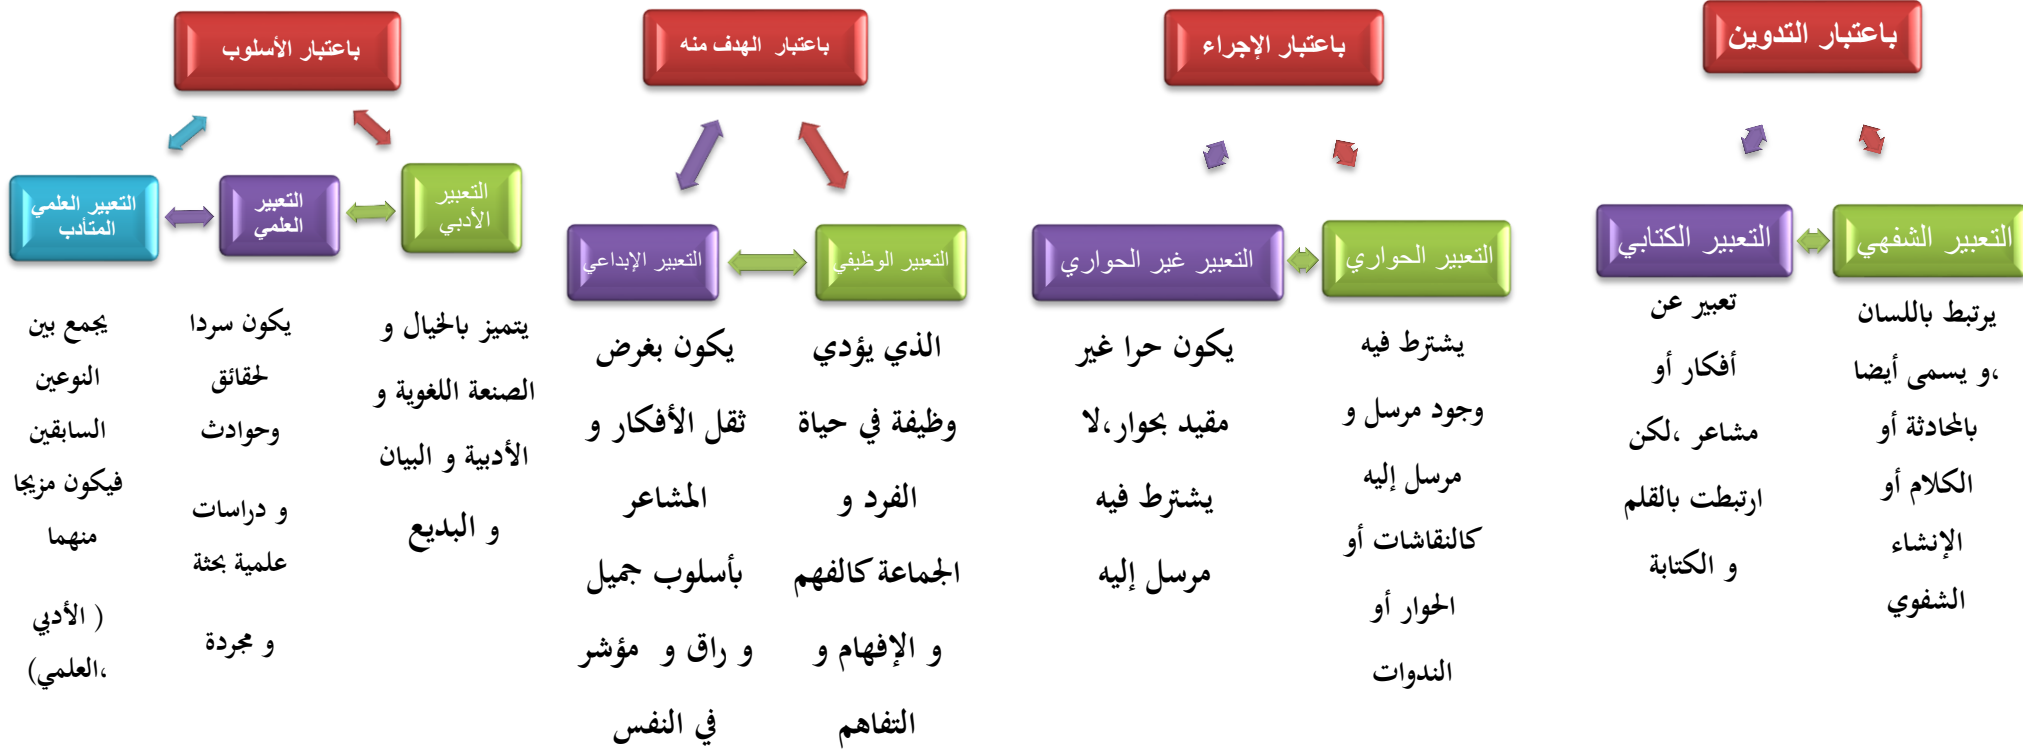 باعتبار التدوين
باعتبار الإجراء
باعتبار الهدف منه
باعتبار الأسلوب
التعبير الشفهي
التعبير الكتابي
التعبير الحواري
التعبير غير الحواري
التعبير الوظيفي
التعبير الإبداعي
التعبير
الأدبي
التعبير
العلمي
التعبير العلمي
المتأدب
يرتبط باللسان
،و يسمى أيضا
بالمحادثة أو
الكلام أو
الإنشاء
الشفوي
تعبير عن
أفكار أو
مشاعر ،لكن
ارتبطت بالقلم
و الكتابة
يشترط فيه
وجود مرسل و
مرسل إليه
كالنقاشات أو
الحوار أو
الندوات
يكون حرا غير
مقيد بحوار،لا
يشترط فيه
مرسل إليه
الذي يؤدي
وظيفة في حياة
الفرد و
الجماعة كالفهم
و الإفهام و
التفاهم
يكون بغرض
ثقل الأفكار و
المشاعر
بأسلوب جميل
و راق و مؤشر
في النفس
يتميز بالخيال و
الصنعة اللغوية و
الأدبية و البيان
و البديع
يكون سردا
لحقائق
وحوادث
و دراسات
علمية بحثة
و مجردة
يجمع بين
النوعين
السابقين
فيكون مزيجا
منهما
( الأدبي
،العلمي)